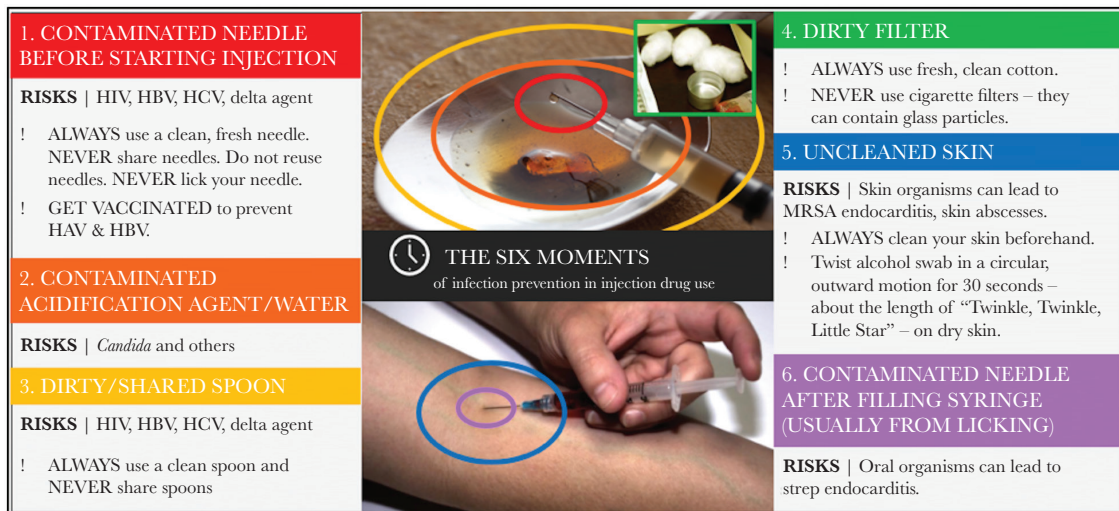 1. CONTAMINATED NEEDLE
BEFORE STARTING INJECTION
RISKS | HIV, HBV, HCV, delta agent
! ALWAYS use a clean, fresh needle.
NEVER share needles. Do not reuse
needles. NEVER lick your needle.
! GET VACCINATED to prevent
HAV & HBV.
2. CONTAMINATED
ACIDIFICATION AGENT/WATER
RISKS | Candida and others
3. DIRTY/SHARED SPOON
RISKS | HIV, HBV, HCV, delta agent
! ALWAYS use a clean spoon and
NEVER share spoons
THE SIX MOMENTS
of infection prevention in injection drug use
4. DIRTY FILTER
! ALWAYS use fresh, clean cotton.
! NEVER use cigarette filters – they
can contain glass particles.
5. UNCLEANED SKIN
RISKS | Skin organisms can lead to
MRSA endocarditis, skin abscesses.
! ALWAYS clean your skin beforehand.
! Twist alcohol swab in a circular,
outward motion for 30 seconds –
about the length of “Twinkle, Twinkle,
Little Star” – on dry skin.
6. CONTAMINATED NEEDLE
AFTER FILLING SYRINGE
(USUALLY FROM LICKING)
RISKS | Oral organisms can lead to
strep endocarditis.